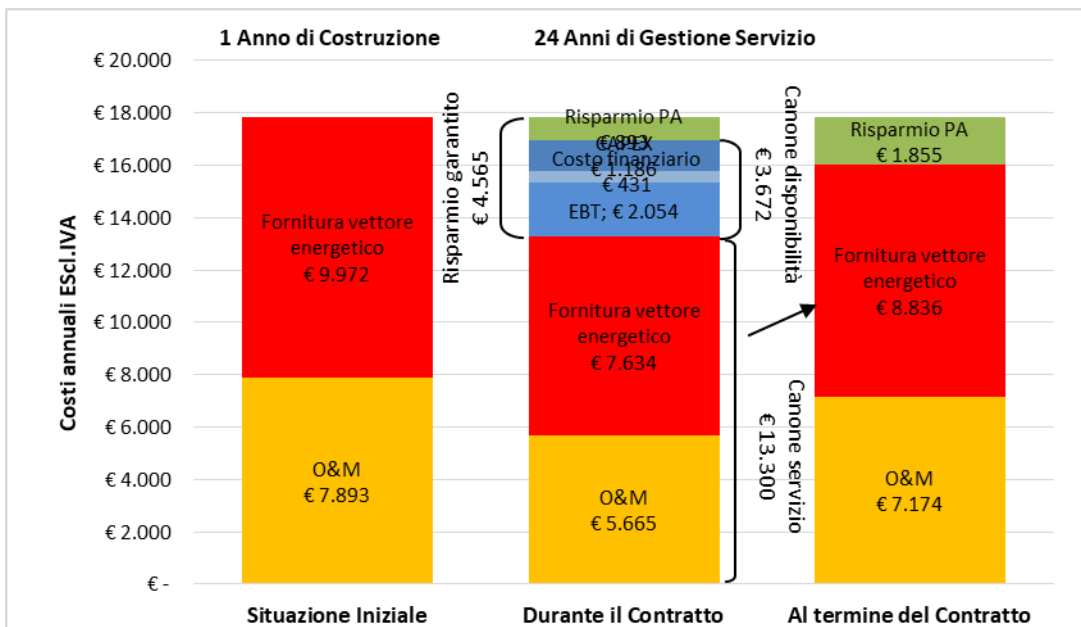 1 Anno di Costruzione
24 Anni di Gestione Servizio
Costi annuali EScl.IVA
€ 20.000
€ 18.000
€ 16.000
€ 14.000
€ 12.000
€ 10.000
€ 8.000
€ 6.000
€ 4.000
€ 2.000
€ -
Fornitura vettore
energetico
€ 9.972
O&M
€ 7.893
Risparmio garantito
€ 4.565
Risparmio PA
€ 893
CAPEX
€ 1.186
Costo finanziario
€ 431
EBT; € 2.054
Fornitura vettore
energetico
€ 7.634
O&M
€ 5.665
Canone disponibilità
€ 3.672
Canone servizio
€ 13.300
Risparmio PA
€ 1.855
Fornitura vettore
energetico
€ 8.836
O&M
€ 7.174
Situazione Iniziale
Durante il Contratto
Al termine del Contratto